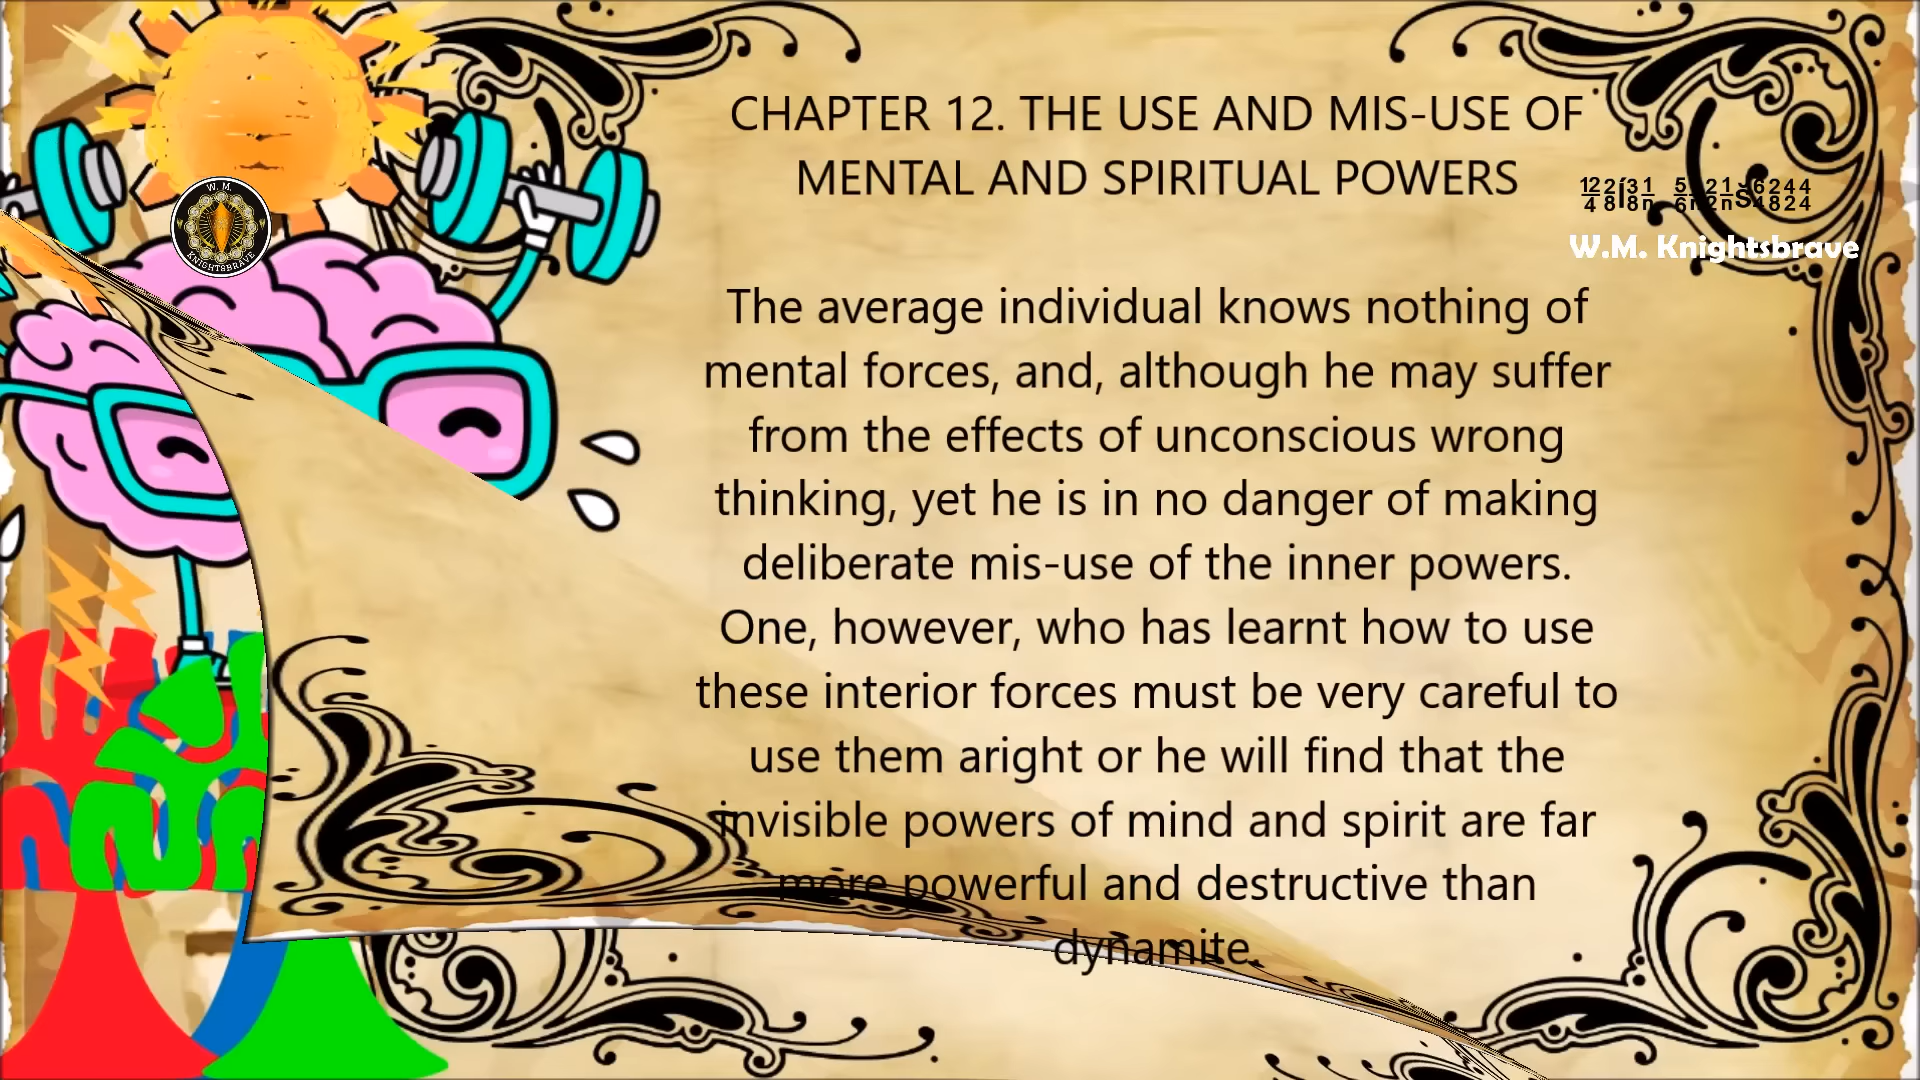 CHAPTER 12. THE USE AND MIS-USE OF
MENTAL AND SPIRITUAL POWERS
W.M. Knightsbrave
W. M.
KNIGHTSBRAVE
The average individual knows nothing of
mental forces, and, although he may suffer
from the effects of unconscious wrong
thinking, yet he is in no danger of making
deliberate mis-use of the inner powers.
One, however, who has learnt how to use
these interior forces must be very careful to
use them aright or he will find that the
invisible powers of mind and spirit are far
more powerful and destructive than
dynamite.